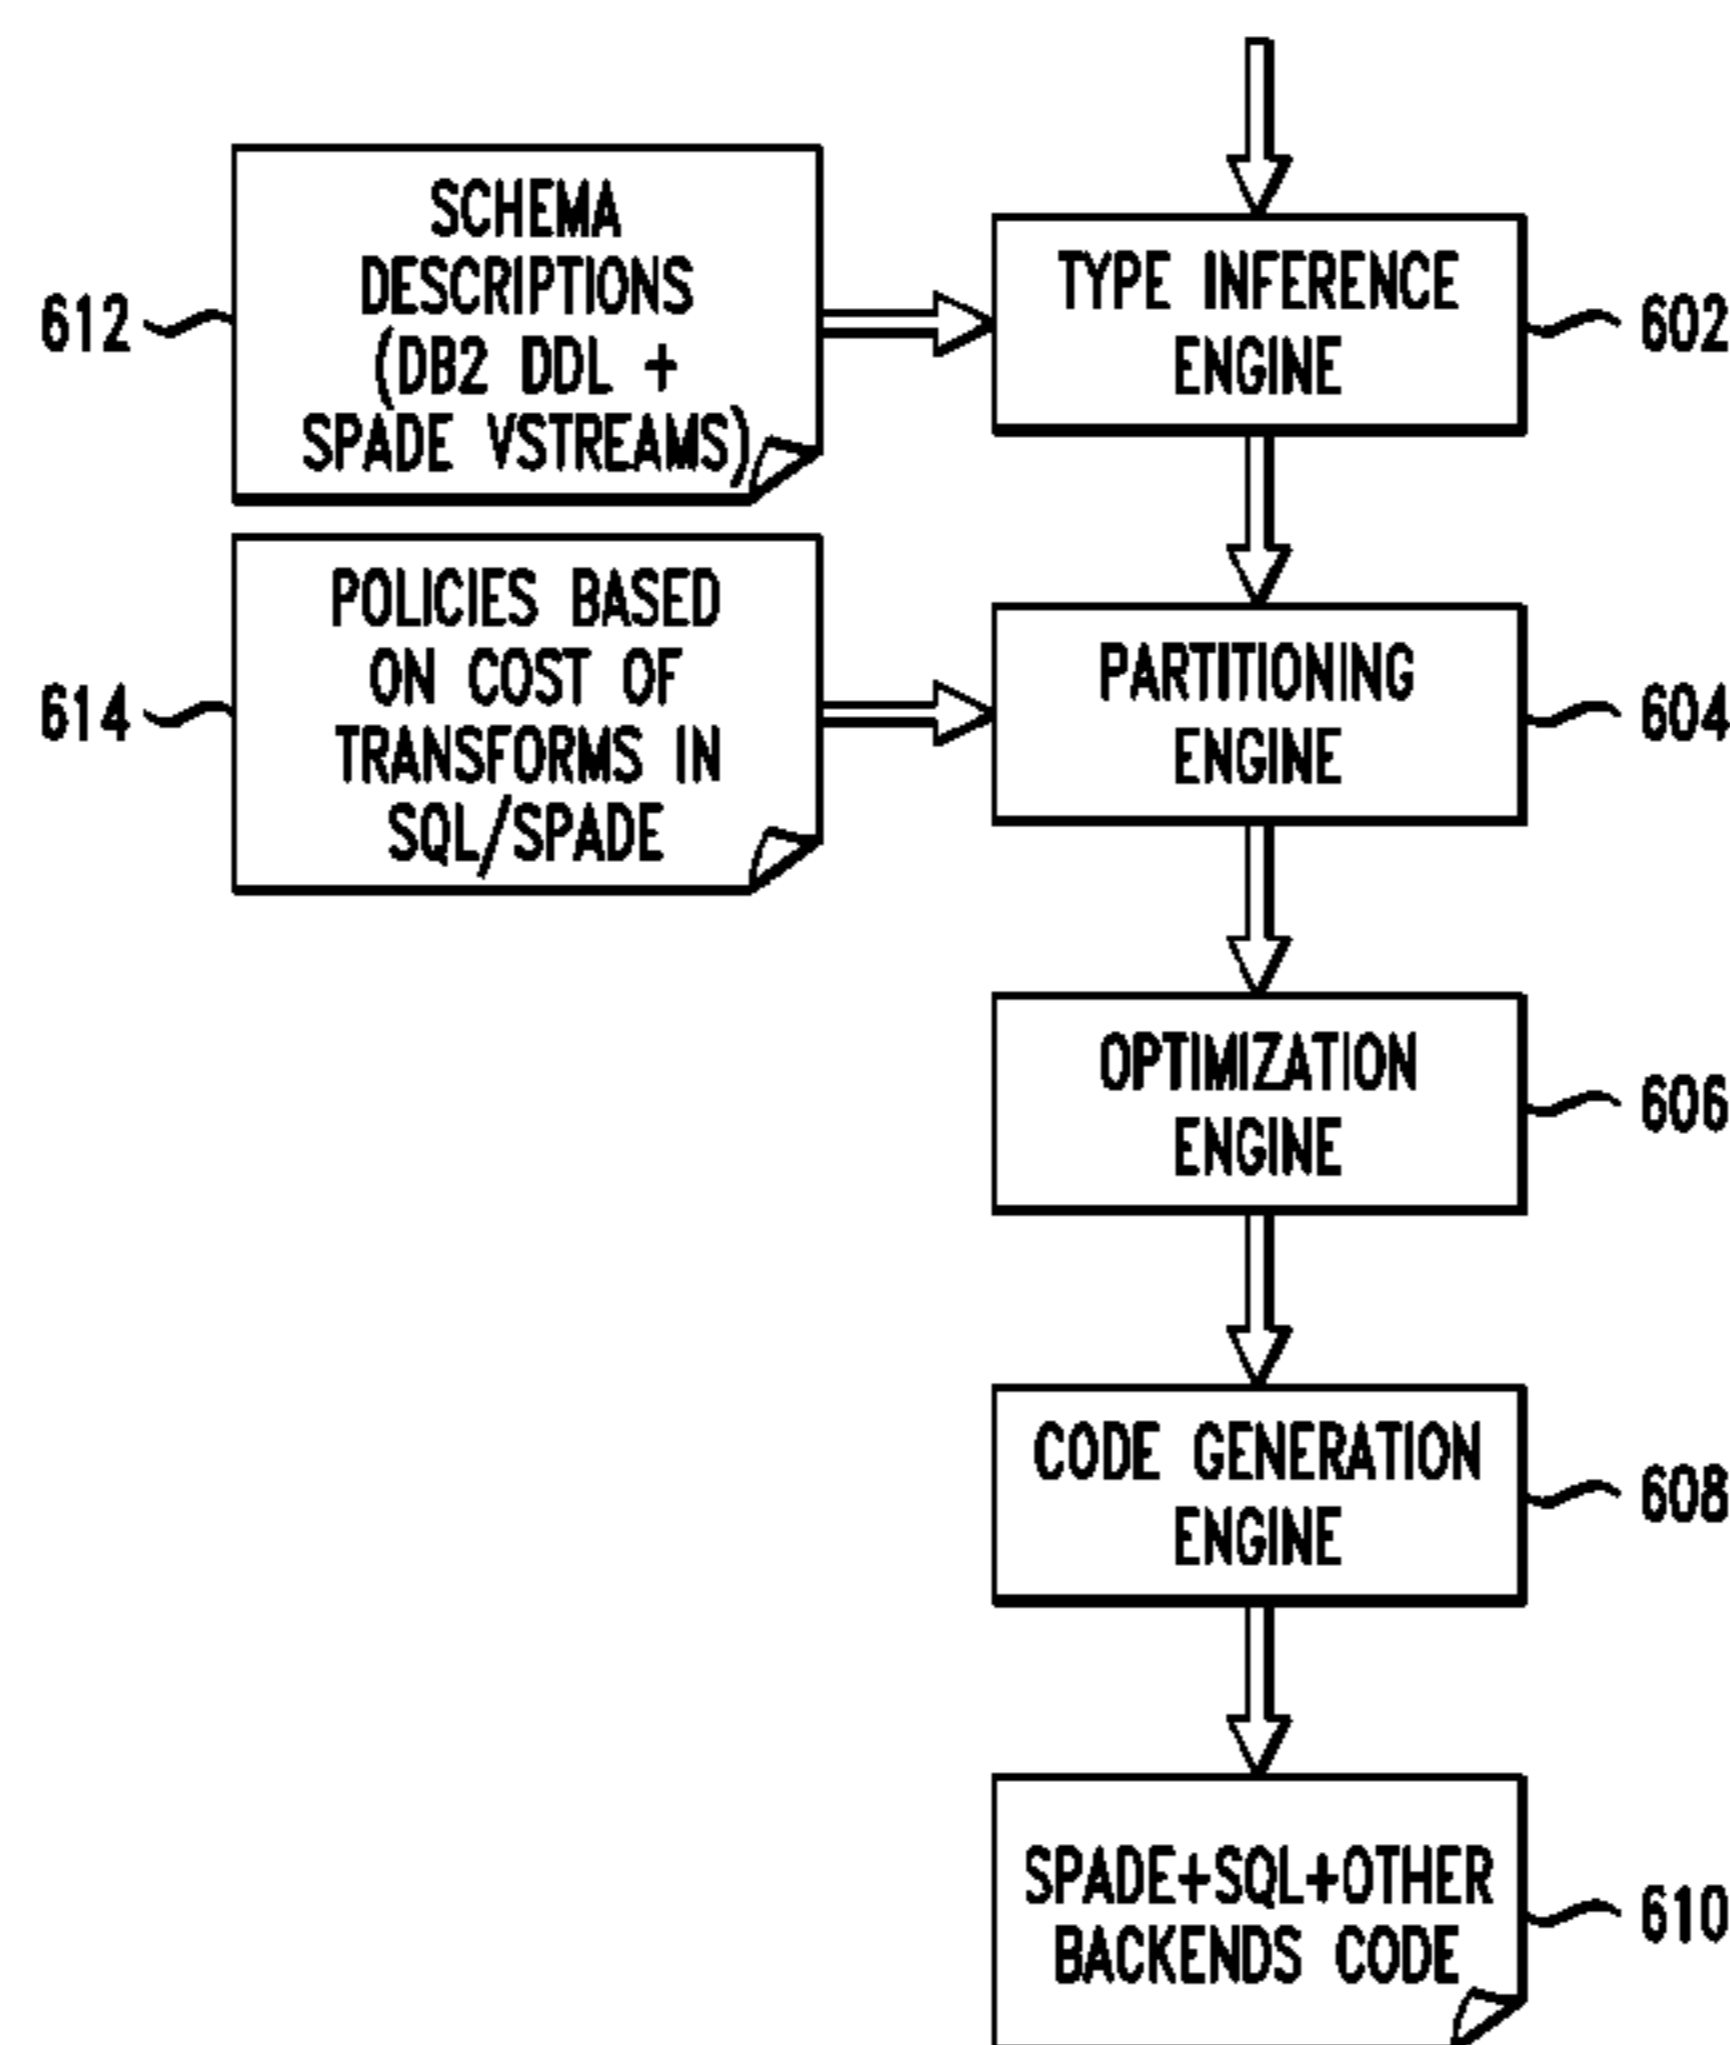 SCHEMA
DESCRIPTIONS
(DB2 DDL +
SPADE VSTREAMS)
612
TYPE INFERENCE
ENGINE
602
POLICIES BASED
ON COST OF
TRANSFORMS IN
SQL/SPADE
614
PARTITIONING
ENGINE
604
OPTIMIZATION
ENGINE
606
CODE GENERATION
ENGINE
608
SPADE+SQL+OTHER
BACKENDS CODE
610